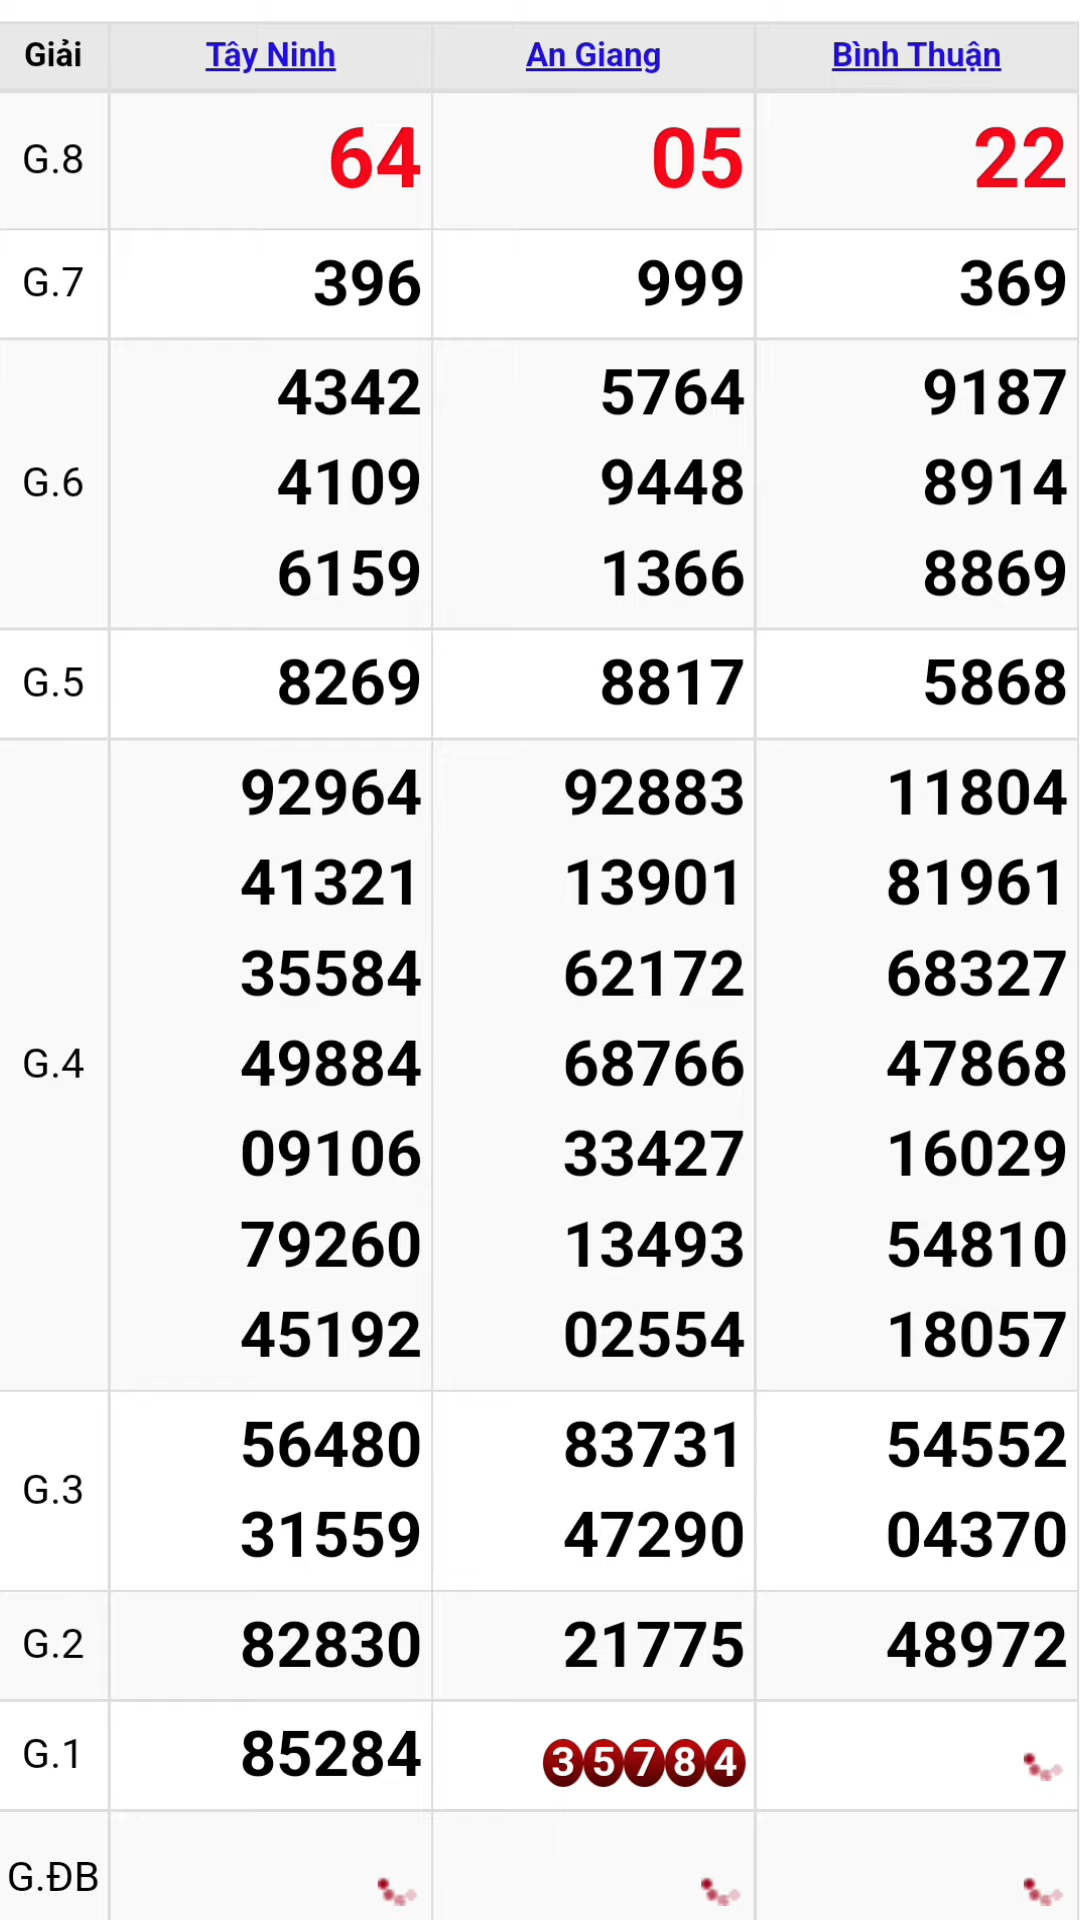 Giải Tây Ninh An Giang Bình Thuận
G.8 64 05 22
G.7 396 999 369
4342 5764 9187
G.6 4109 9448 8914
6159 1366 8869
G.5 8269 8817 5868
92964 92883 11804
41321 13901 81961
35584 62172 68327
G.4 49884 68766 47868
09106 33427 16029
79260 13493 54810
45192 02554 18057
G.3
56480 83731 54552
31559 47290 04370
G.2 82830 21775 48972
G.1 85284 35784
G.ĐB